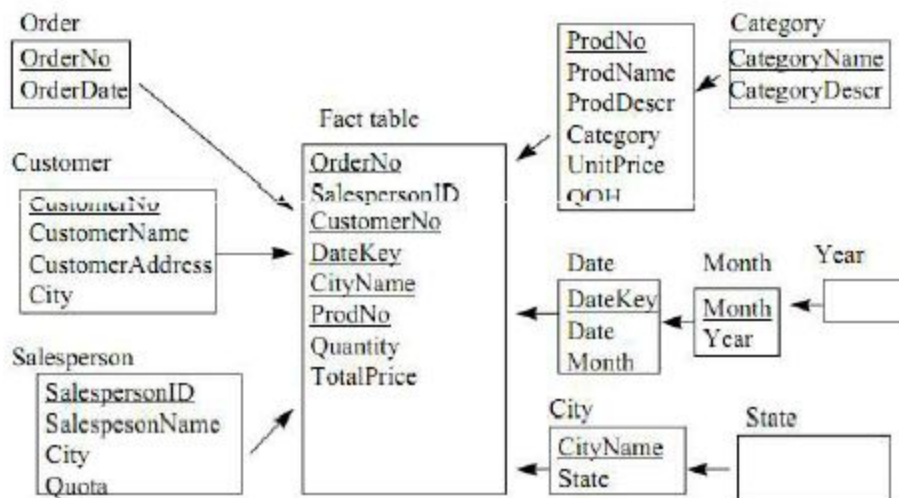 Order
OrderNo
OrderDate
Customer
CustomerNo
CustomerName
CustomerAddress
City
Salesperson
SalespersonID
SalespesonName
City
Quota
Fact table
OrderNo
SalespersonID
CustomerNo
DateKey
CityName
ProdNo
Quantity
TotalPrice
ProdNo
ProdName
ProdDescr
Category
UnitPrice
QOH
Category
CategoryName
CategoryDescr
Date
DateKey
Date
Month
Month
Month
Year
Year
City
CityName
State
State